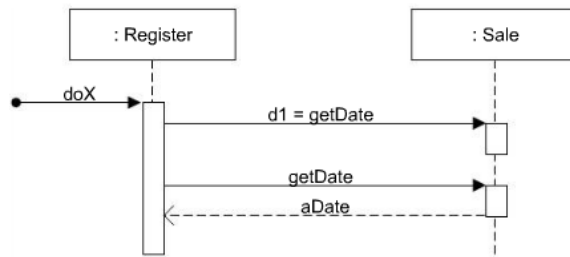 : Register
: Sale
doX
d1 = getDate
getDate
aDate